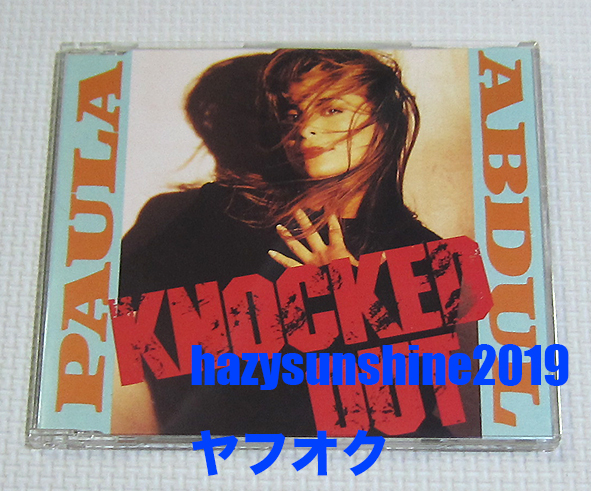 PAULA
ABDUL
KNOCKED
OUT
hazysunshine2019
ヤフオク